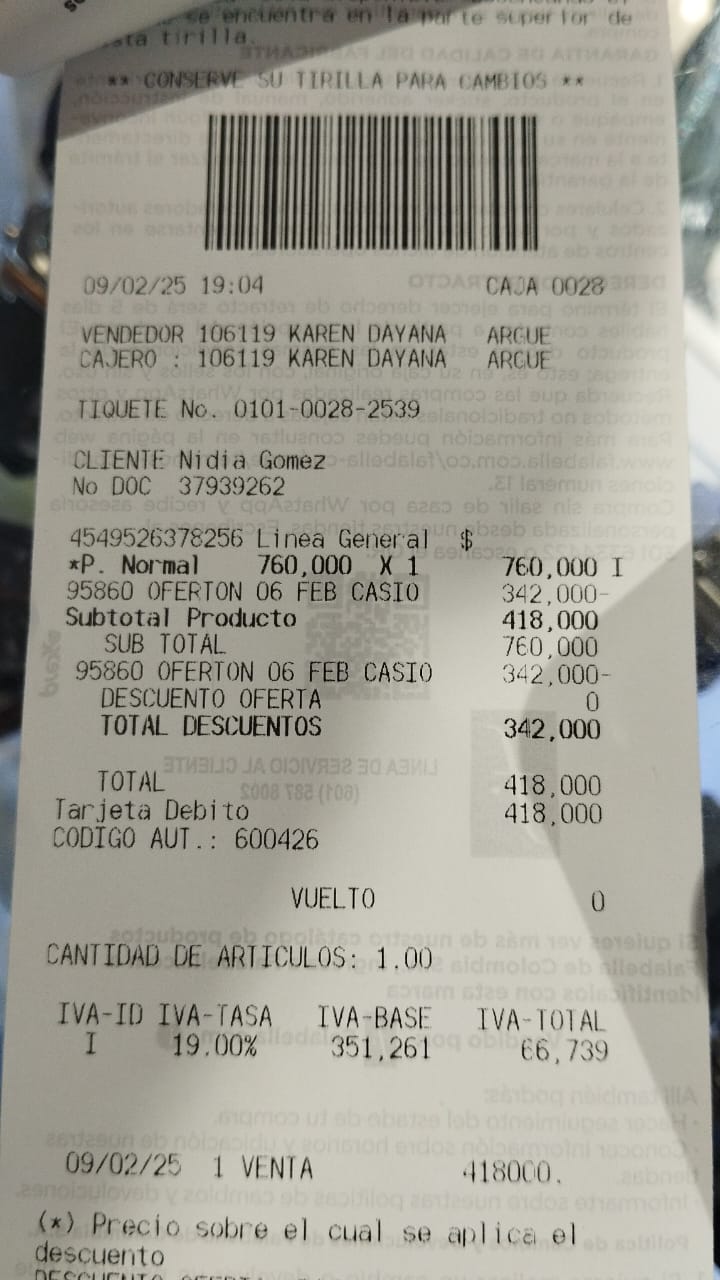 se encuentra en la parte superior de
esta tirilla.
** CONSERVE SU TIRILLA PARA CAMBIOS **
09/02/25 19:04 CAJA 0028
VENDEDOR 106119 KAREN DAYANA ARGUE
CAJERO : 106119 KAREN DAYANA ARGUE
TIQUETE No. 0101-0028-2539
CLIENTE Nidia Gomez
No DOC 37939262
4549526378256 Linea General $
*P. Normal 760,000 X 1 760,000 I
95860 OFERTON 06 FEB CASIO 342,000-
Subtotal Producto 418,000
SUB TOTAL 760,000
95860 OFERTON 06 FEB CASIO 342,000-
DESCUENTO OFERTA 0
TOTAL DESCUENTOS 342,000
TOTAL 418,000
Tarjeta Debito 418,000
CODIGO AUT.: 600426
VUELTO 0
CANTIDAD DE ARTICULOS: 1.00
IVA-ID IVA-TASA IVA-BASE IVA-TOTAL
I 19.00% 351,261 66,739
09/02/25 1 VENTA 418000.
(*) Precio sobre el cual se aplica el
descuento